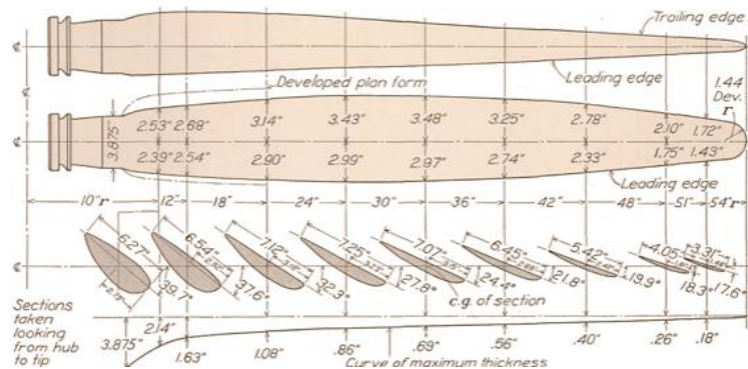 Trailing edge
Leading edge
Developed plan form
1.44
Dev.
r.
3.875"
2.53" 2.68" 3.14" 3.43" 3.48" 3.25" 2.78" 2.10" 1.72"
2.39" 2.54" 2.90" 2.99" 2.97" 2.74" 2.33" 1.75" 1.43"
Leading edge
10"r 12" 18" 24" 30" 36" 42" 48" 51" 54"r
6.27" 6.54" 7.12" 7.25" 7.07" 6.45" 5.42" 4.05" 3.31"
39.7° 37.6° 32.3° 27.8° 24.4° 21.8° 19.9° 18.3° 17.6°
c.g. of section
Sections
taken
looking
from hub
to tip
3.875" 2.14" 1.63" 1.08" .86" .69" .56" .40" .26" .18"
Curve of maximum thickness